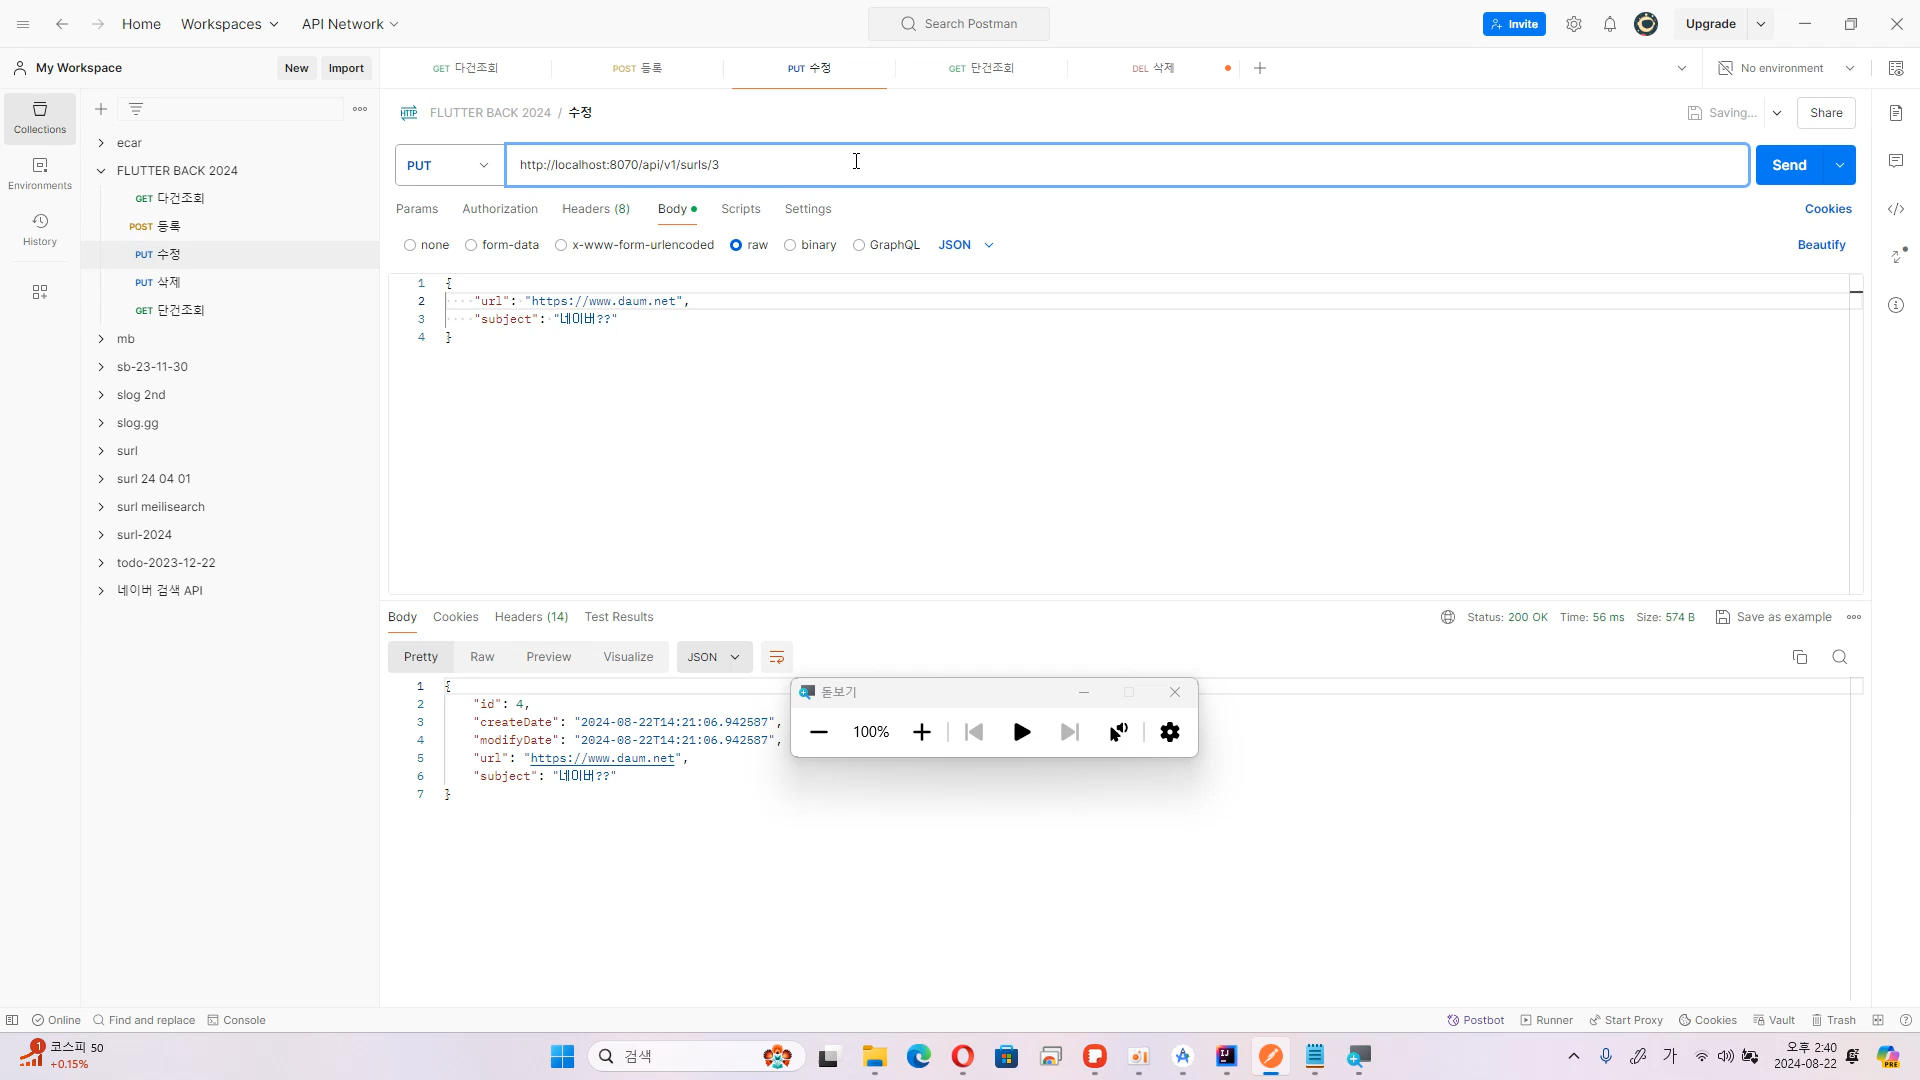 Home
Workspaces
API Network
Search Postman
Invite
Upgrade
My Workspace
New
Import
GET 다건조회
POST 등록
PUT 수정
GET 단건조회
DEL 삭제
No environment
Collections
Environments
History
ecar
FLUTTER BACK 2024
GET 다건조회
POST 등록
PUT 수정
PUT 삭제
GET 단건조회
mb
sb-23-11-30
slog 2nd
slog.gg
surl
surl 24 04 01
surl meilisearch
surl-2024
todo-2023-12-22
네이버 검색 API
HTTP FLUTTER BACK 2024 / 수정
Saving...
Share
PUT
http://localhost:8070/api/v1/surls/3
Send
Params Authorization Headers (8) Body Scripts Settings
Cookies
none form-data x-www-form-urlencoded raw binary GraphQL JSON
Beautify
1 {
2 ····"url":·"https://www.daum.net",
3 ····"subject":·"네이버??"
4 }
Body Cookies Headers (14) Test Results
Status: 200 OK Time: 56 ms Size: 574 B
Save as example
Pretty Raw Preview Visualize JSON
1 {
2 "id": 4,
3 "createDate": "2024-08-22T14:21:06.942587",
4 "modifyDate": "2024-08-22T14:21:06.942587",
5 "url": "https://www.daum.net",
6 "subject": "네이버??"
7 }
돋보기
100%
Online
Find and replace
Console
Postbot
Runner
Start Proxy
Cookies
Vault
Trash
1
코스피 50
+0.15%
검색
가
오후 2:40
2024-08-22
PRE